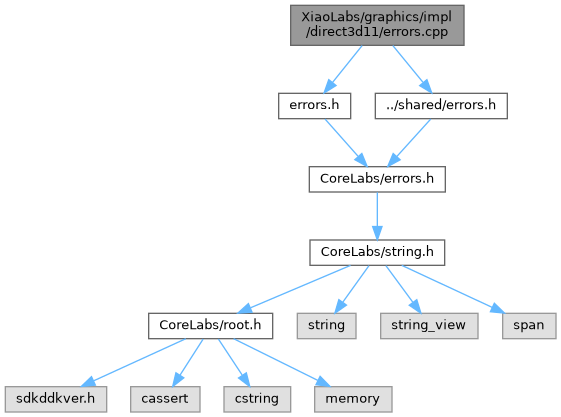 XiaoLabs/graphics/impl
/direct3d11/errors.cpp
errors.h
../shared/errors.h
CoreLabs/errors.h
CoreLabs/string.h
CoreLabs/root.h
string
string_view
span
sdkddkver.h
cassert
cstring
memory